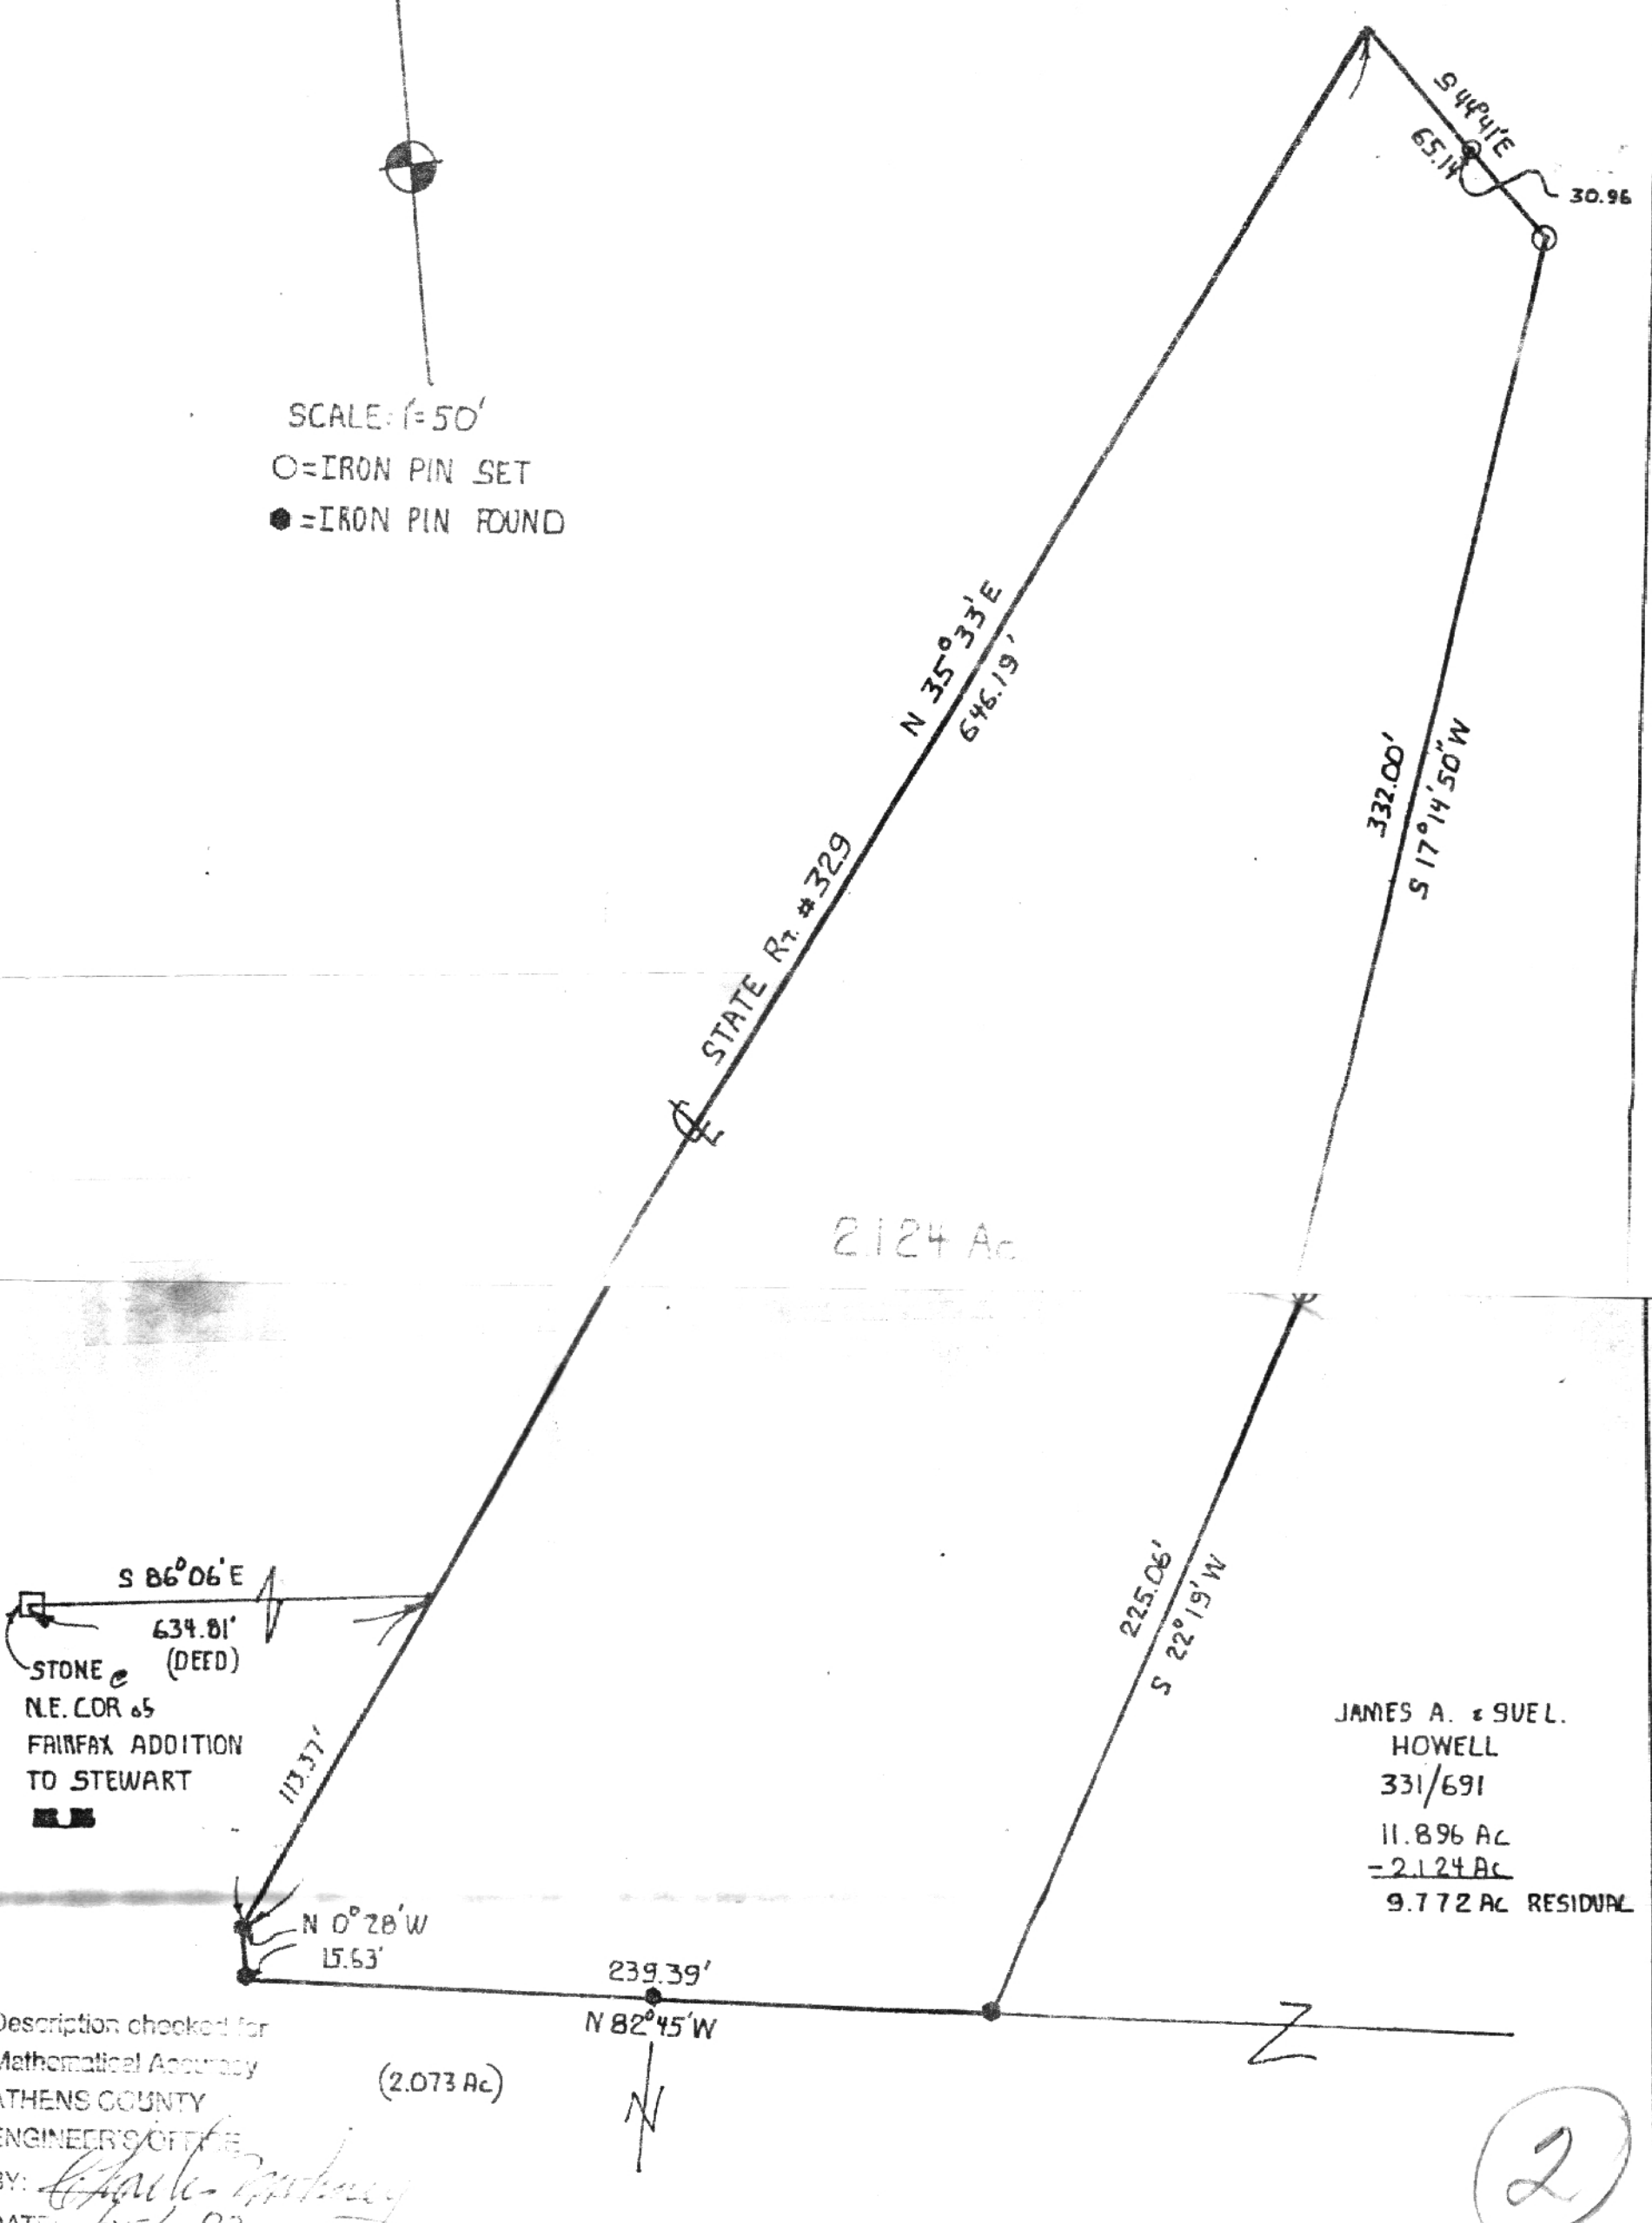 S 44°41'E
65.14
30.96
SCALE: 1"=50'
O=IRON PIN SET
●=IRON PIN FOUND
N 35°33'E
646.19'
332.00'
S 17°14'50"W
STATE RT. #329
2.124 Ac
S 86°06'E
634.81'
(DEED)
STONE @
N.E. COR of
FAIRFAX ADDITION
TO STEWART
113.37'
225.06'
S 22°19'W
JAMES A. & SUE L.
HOWELL
331/691
11.896 Ac
-2.124 Ac
9.772 Ac RESIDUAL
N 0°28'W
15.63'
239.39'
N 82°45'W
(2.073 Ac)
Description checked for
Mathematical Accuracy
ATHENS COUNTY
ENGINEER'S OFFICE
BY:
DATE
2